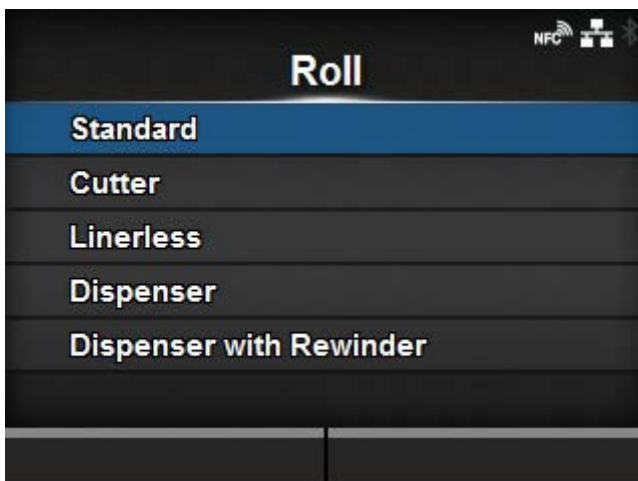 NFC
Roll
Standard
Cutter
Linerless
Dispenser
Dispenser with Rewinder